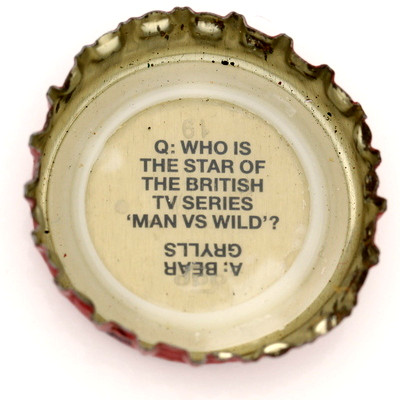 Q: WHO IS
THE STAR OF
THE BRITISH
TV SERIES
'MAN VS WILD'?
A: BEAR
GRYLLS